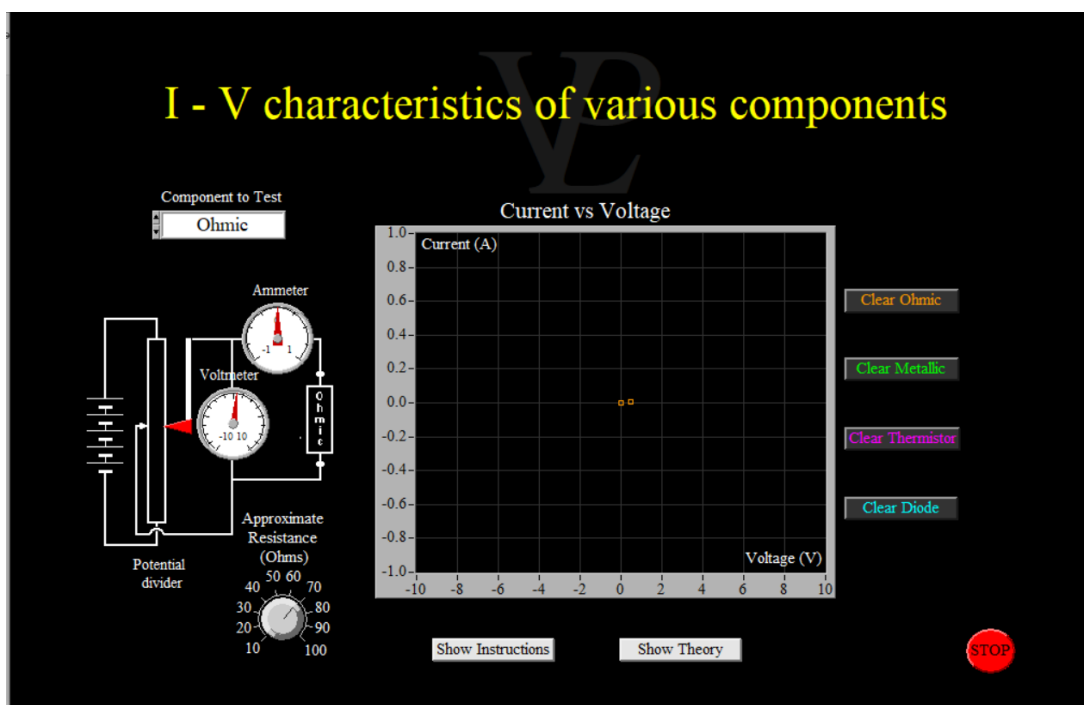 I - V characteristics of various components
Component to Test
Ohmic
Ammeter
-1 1
Voltmeter
-10 10
Ohmic
Potential
divider
Approximate
Resistance
(Ohms)
50 60
40 70
30 80
20 90
10 100
Current vs Voltage
Current (A)
1.0
0.8
0.6
0.4
0.2
0.0
-0.2
-0.4
-0.6
-0.8
-1.0
-10 -8 -6 -4 -2 0 2 4 6 8 10
Voltage (V)
Clear Ohmic
Clear Metallic
Clear Thermistor
Clear Diode
Show Instructions
Show Theory
STOP
VPL